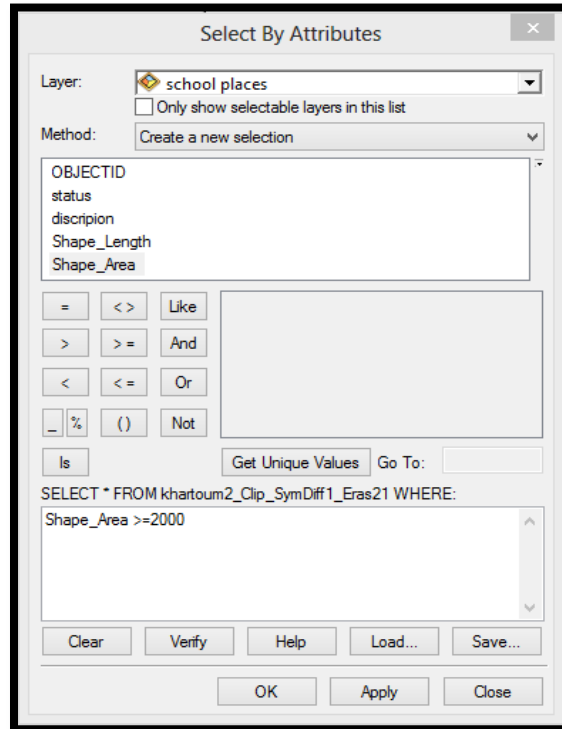 Select By Attributes
Layer: school places
Only show selectable layers in this list
Method: Create a new selection
OBJECTID
status
discripion
Shape_Length
Shape_Area
= < > Like
> > = And
< < = Or
_ % ( ) Not
Is Get Unique Values Go To:
SELECT * FROM khartoum2_Clip_SymDiff1_Eras21 WHERE:
Shape_Area >=2000
Clear Verify Help Load... Save...
OK Apply Close